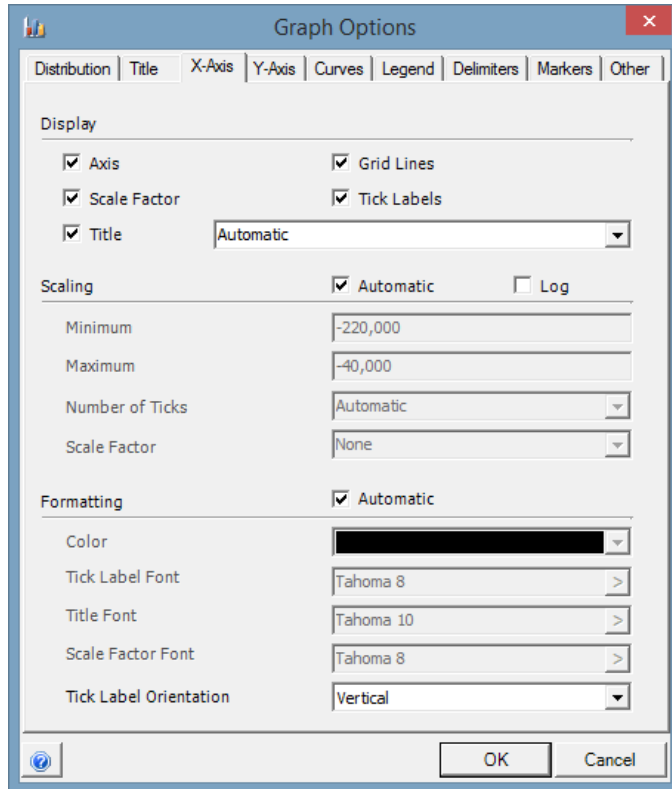 Graph Options
Distribution Title X-Axis Y-Axis Curves Legend Delimiters Markers Other
Display
Axis Grid Lines
Scale Factor Tick Labels
Title Automatic
Scaling Automatic Log
Minimum -220,000
Maximum -40,000
Number of Ticks Automatic
Scale Factor None
Formatting Automatic
Color
Tick Label Font Tahoma 8 >
Title Font Tahoma 10 >
Scale Factor Font Tahoma 8 >
Tick Label Orientation Vertical
? OK Cancel